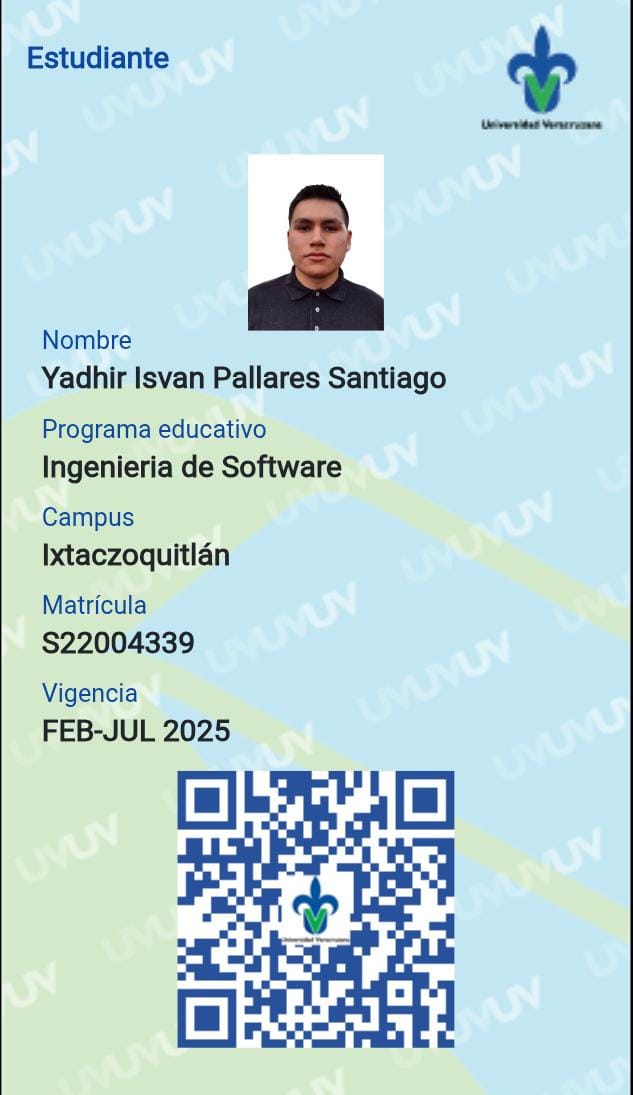 Estudiante
Universidad Veracruzana
Nombre
Yadhir Isvan Pallares Santiago
Programa educativo
Ingenieria de Software
Campus
Ixtaczoquitlán
Matrícula
S22004339
Vigencia
FEB-JUL 2025
Universidad Veracruzana